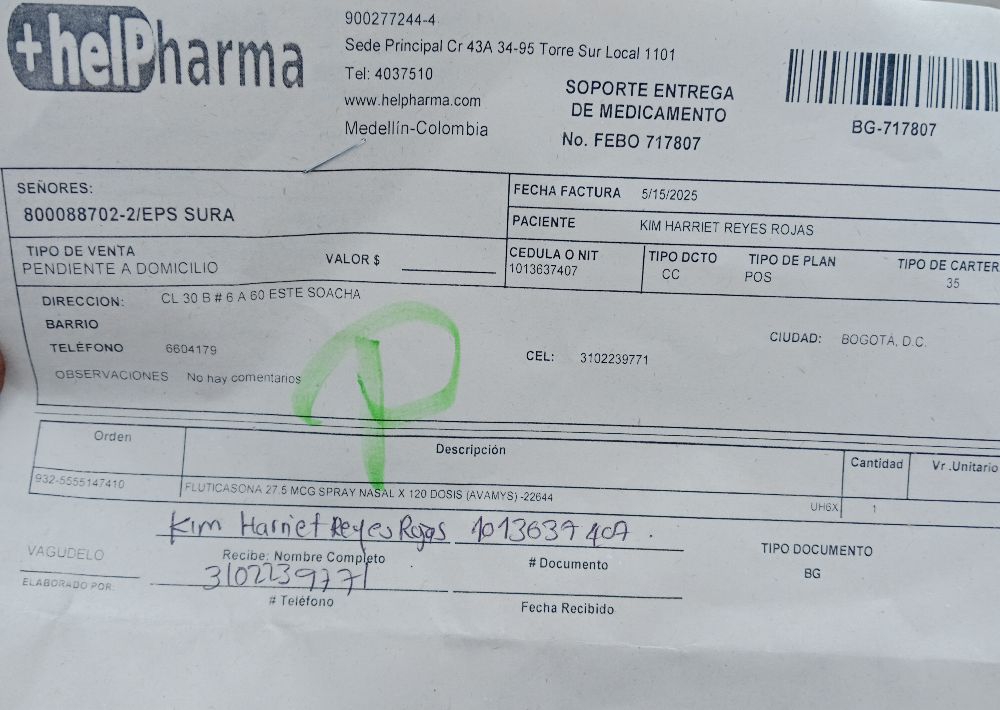 +helPharma
900277244-4
Sede Principal Cr 43A 34-95 Torre Sur Local 1101
Tel: 4037510
www.helpharma.com
Medellín-Colombia
SOPORTE ENTREGA
DE MEDICAMENTO
No. FEBO 717807
BG-717807
SEÑORES:
800088702-2/EPS SURA
FECHA FACTURA 5/15/2025
PACIENTE KIM HARRIET REYES ROJAS
TIPO DE VENTA
PENDIENTE A DOMICILIO
VALOR $
CEDULA O NIT
1013637407
TIPO DCTO
CC
TIPO DE PLAN
POS
TIPO DE CARTER
35
DIRECCION: CL 30 B # 6 A 60 ESTE SOACHA
BARRIO
TELÉFONO 6604179
OBSERVACIONES No hay comentarios
CEL: 3102239771
CIUDAD: BOGOTÁ, D.C.
P
Orden Descripción Cantidad Vr .Unitario
932-5555147410 FLUTICASONA 27.5 MCG SPRAY NASAL X 120 DOSIS (AVAMYS) -22644 UH6X 1
Kim Harriet Reyes Rojas 1013637407.
VAGUDELO
Recibe: Nombre Completo # Documento
TIPO DOCUMENTO
BG
3102239771
ELABORADO POR:
# Teléfono Fecha Recibido